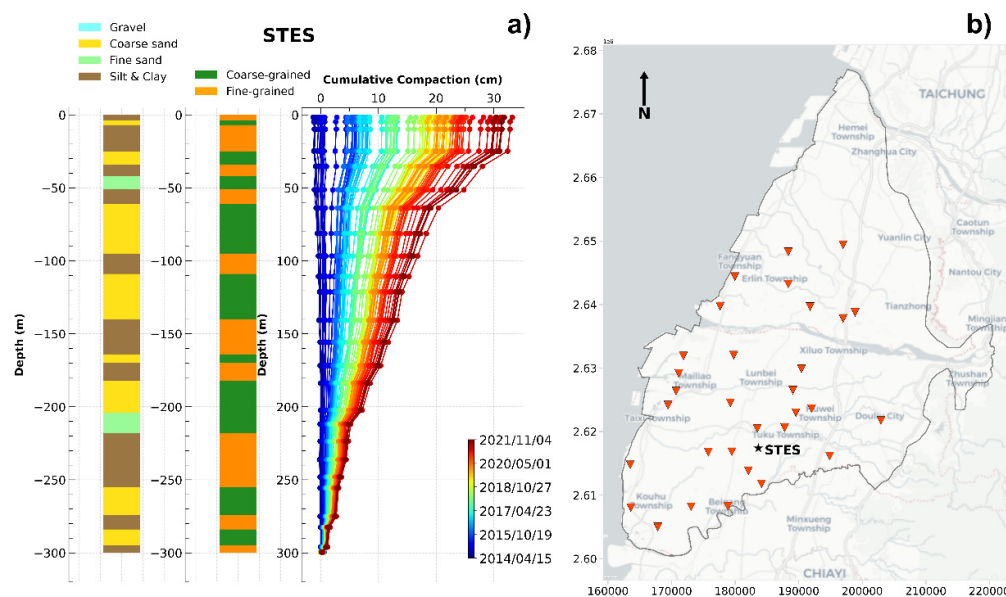 a)
b)
STES
Gravel
Coarse sand
Fine sand
Silt & Clay
Coarse-grained
Fine-grained
Cumulative Compaction (cm)
0 10 20 30
0
−50
−100
−150
−200
−250
−300
Depth (m)
0
−50
−100
−150
−200
−250
−300
Depth (m)
0
50
100
150
200
250
300
2021/11/04
2020/05/01
2018/10/27
2017/04/23
2015/10/19
2014/04/15
1e6
2.68
2.67
2.66
2.65
2.64
2.63
2.62
2.61
2.60
N
TAICHUNG
Hemei
Township
Zhanghua City
Caotun
Township
Yuanlin City
Fangyuan
Township
Erlin Township
Nantou City
Tianzhong
Mingjian
Township
Xiluo Township
Zhushan
Township
Mailiao
Township
Lunbei
Township
Township
Douliu City
Tuku Township
STES
Kouhu
Township
Beigang
Township
Minxueng
Township
CHIAYI
160000 170000 180000 190000 200000 210000 220000